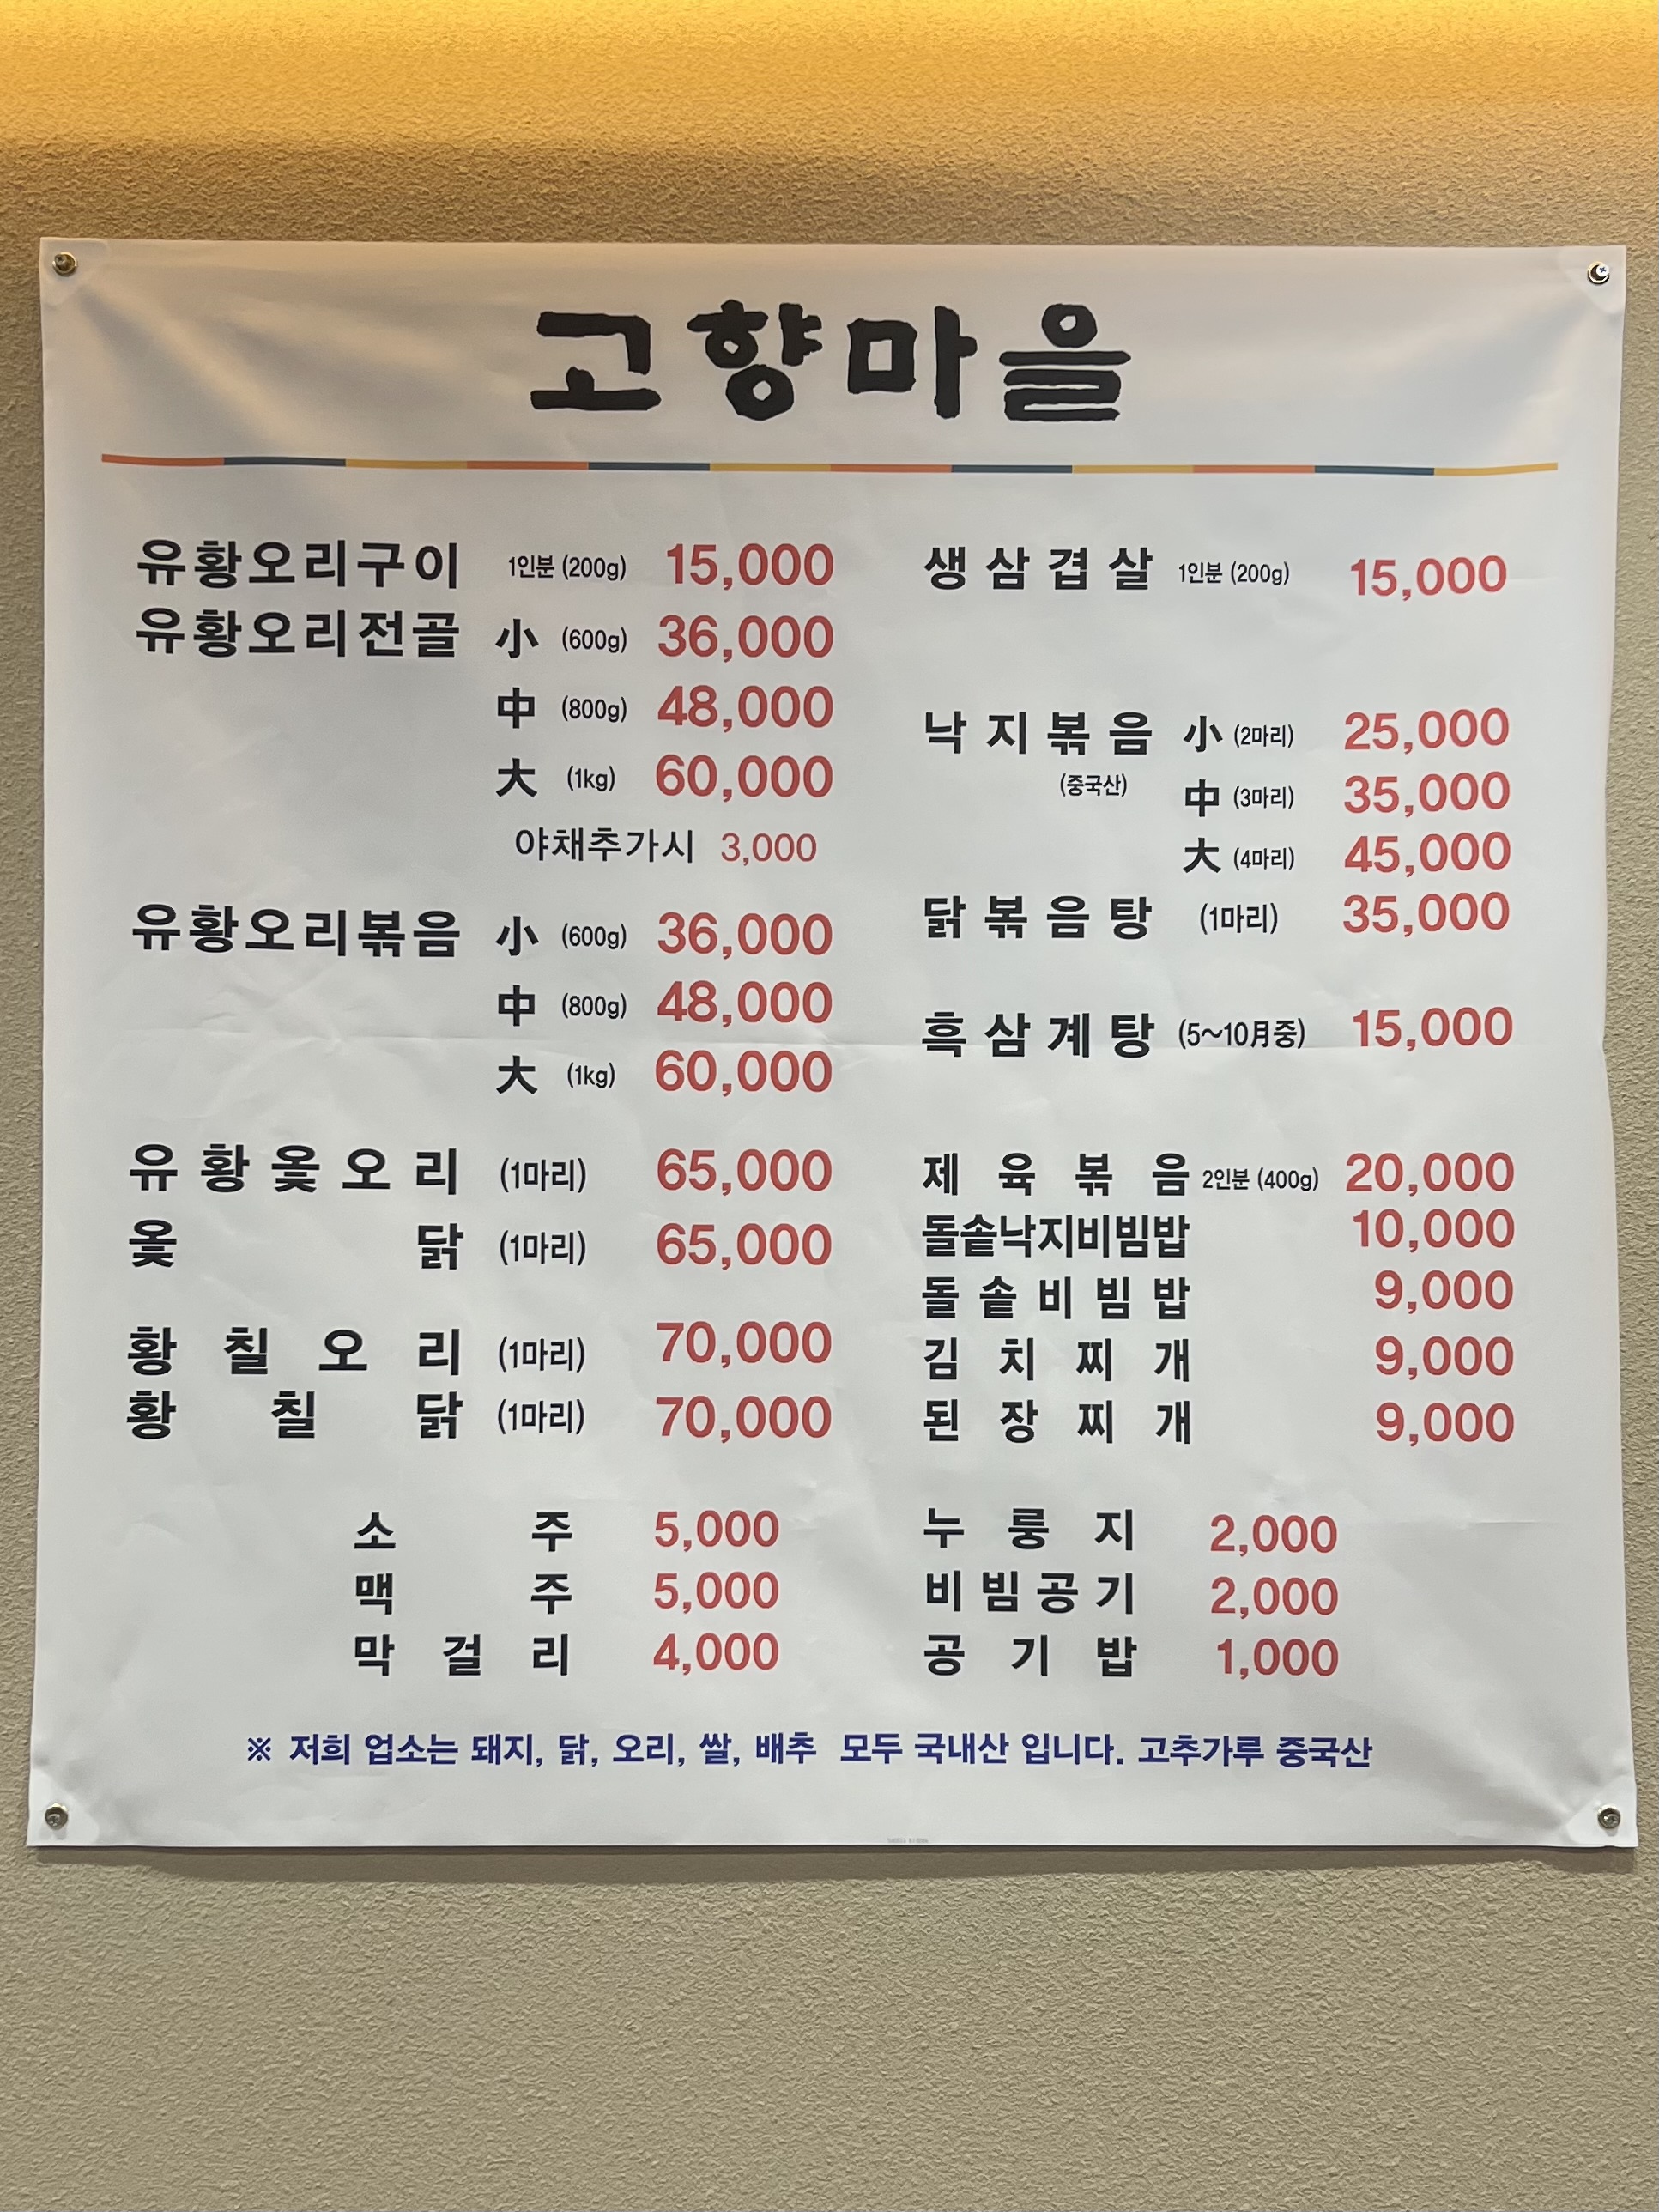 고향마을
유황오리구이 1인분 (200g) 15,000
유황오리전골 小 (600g) 36,000
中 (800g) 48,000
大 (1kg) 60,000
야채추가시 3,000
유황오리볶음 小 (600g) 36,000
中 (800g) 48,000
大 (1kg) 60,000
유황옻오리 (1마리) 65,000
옻닭 (1마리) 65,000
황칠오리 (1마리) 70,000
황칠닭 (1마리) 70,000
소주 5,000
맥주 5,000
막걸리 4,000
생삼겹살 1인분 (200g) 15,000
낙지볶음 小 (2마리) 25,000
(중국산) 中 (3마리) 35,000
大 (4마리) 45,000
닭볶음탕 (1마리) 35,000
흑삼계탕 (5~10月중) 15,000
제육볶음 2인분 (400g) 20,000
돌솥낙지비빔밥 10,000
돌솥비빔밥 9,000
김치찌개 9,000
된장찌개 9,000
누룽지 2,000
비빔공기 2,000
공기밥 1,000
※ 저희 업소는 돼지, 닭, 오리, 쌀, 배추 모두 국내산 입니다. 고추가루 중국산